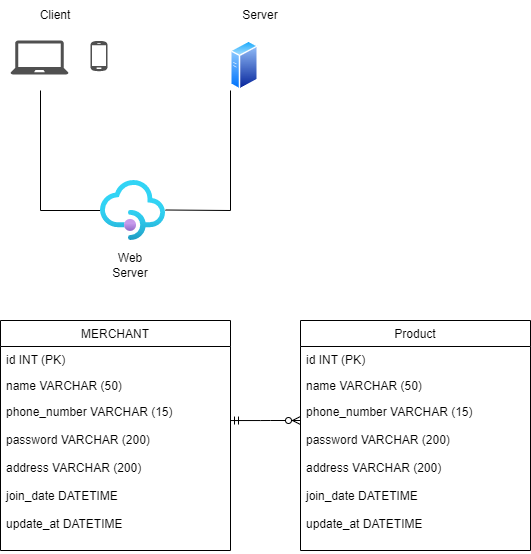 Client
Server
Web
Server
MERCHANT
id INT (PK)
name VARCHAR (50)
phone_number VARCHAR (15)
password VARCHAR (200)
address VARCHAR (200)
join_date DATETIME
update_at DATETIME
Product
id INT (PK)
name VARCHAR (50)
phone_number VARCHAR (15)
password VARCHAR (200)
address VARCHAR (200)
join_date DATETIME
update_at DATETIME